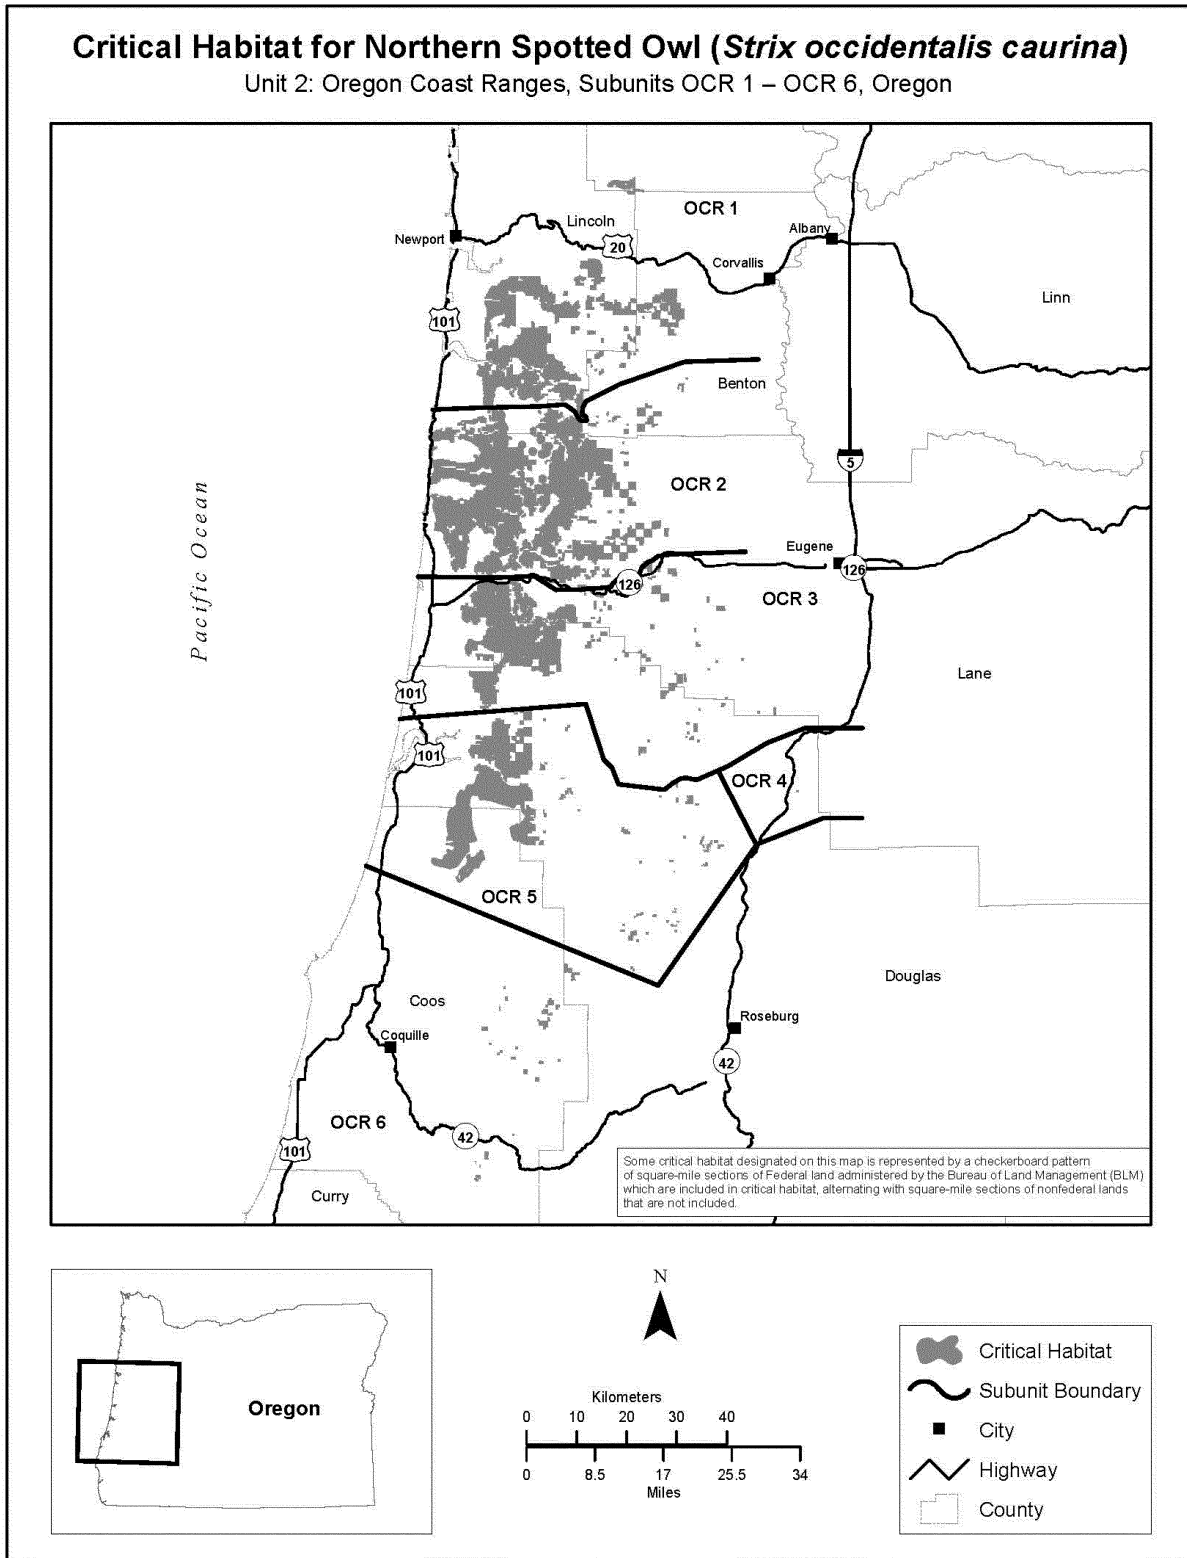 Critical Habitat for Northern Spotted Owl (Strix occidentalis caurina)
Unit 2: Oregon Coast Ranges, Subunits OCR 1 – OCR 6, Oregon
OCR 1
Lincoln
Newport
20
Albany
Corvallis
Linn
101
Benton
5
OCR 2
Pacific Ocean
Eugene
126
126
OCR 3
Lane
101
101
OCR 4
OCR 5
Douglas
Coos
Roseburg
Coquille
42
OCR 6
42
101
Curry
Some critical habitat designated on this map is represented by a checkerboard pattern
of square-mile sections of Federal land administered by the Bureau of Land Management (BLM)
which are included in critical habitat, alternating with square-mile sections of nonfederal lands
that are not included.
Oregon
N
Kilometers
0 10 20 30 40
0 8.5 17 25.5 34
Miles
Critical Habitat
Subunit Boundary
City
Highway
County